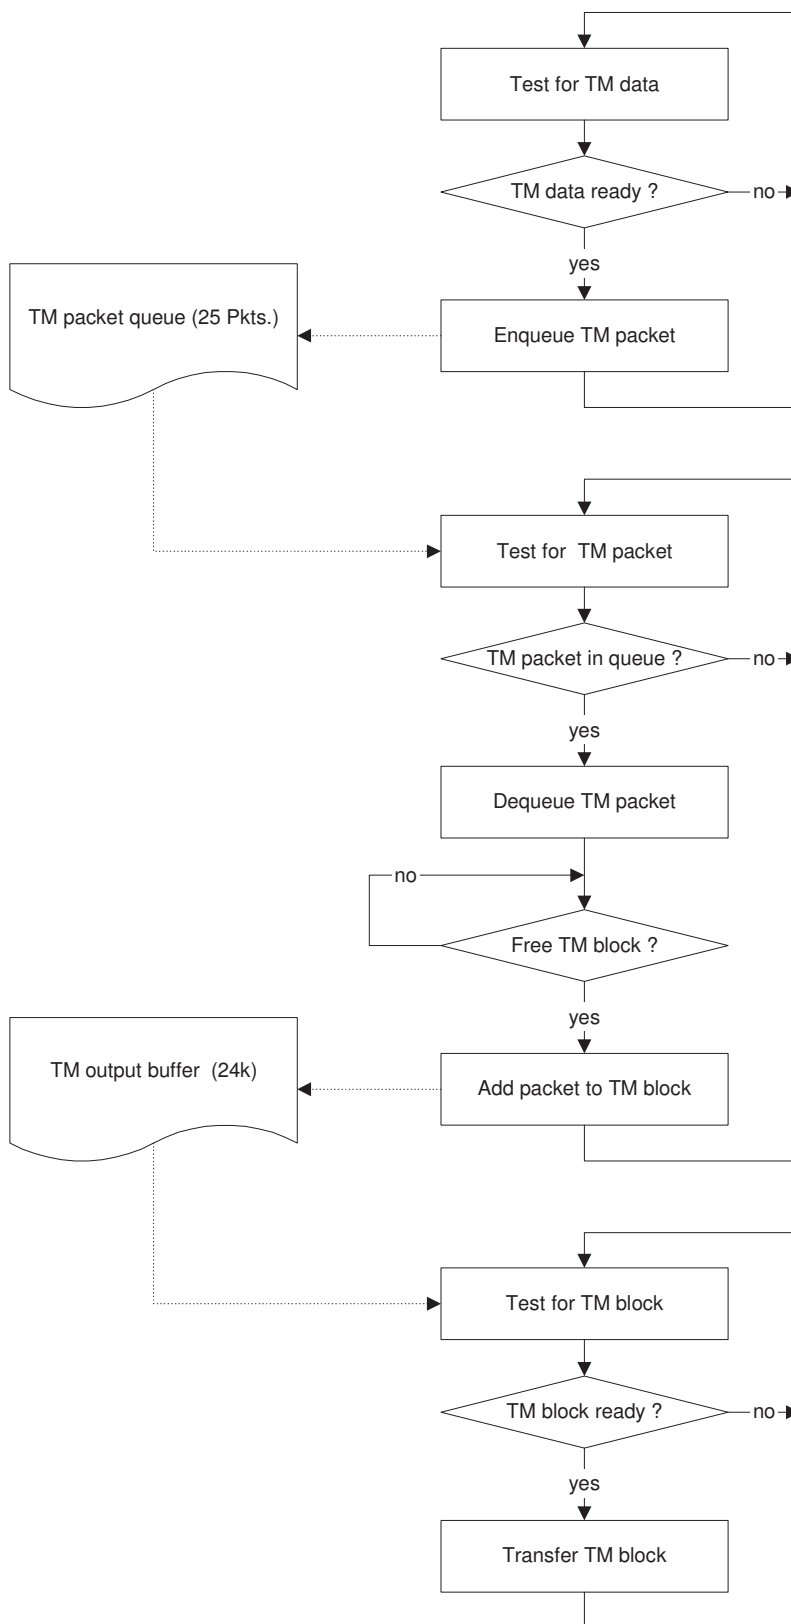 Test for TM data
TM data ready ?
no
yes
TM packet queue (25 Pkts.)
Enqueue TM packet
Test for TM packet
TM packet in queue ?
no
yes
Dequeue TM packet
no
Free TM block ?
yes
TM output buffer (24k)
Add packet to TM block
Test for TM block
TM block ready ?
no
yes
Transfer TM block